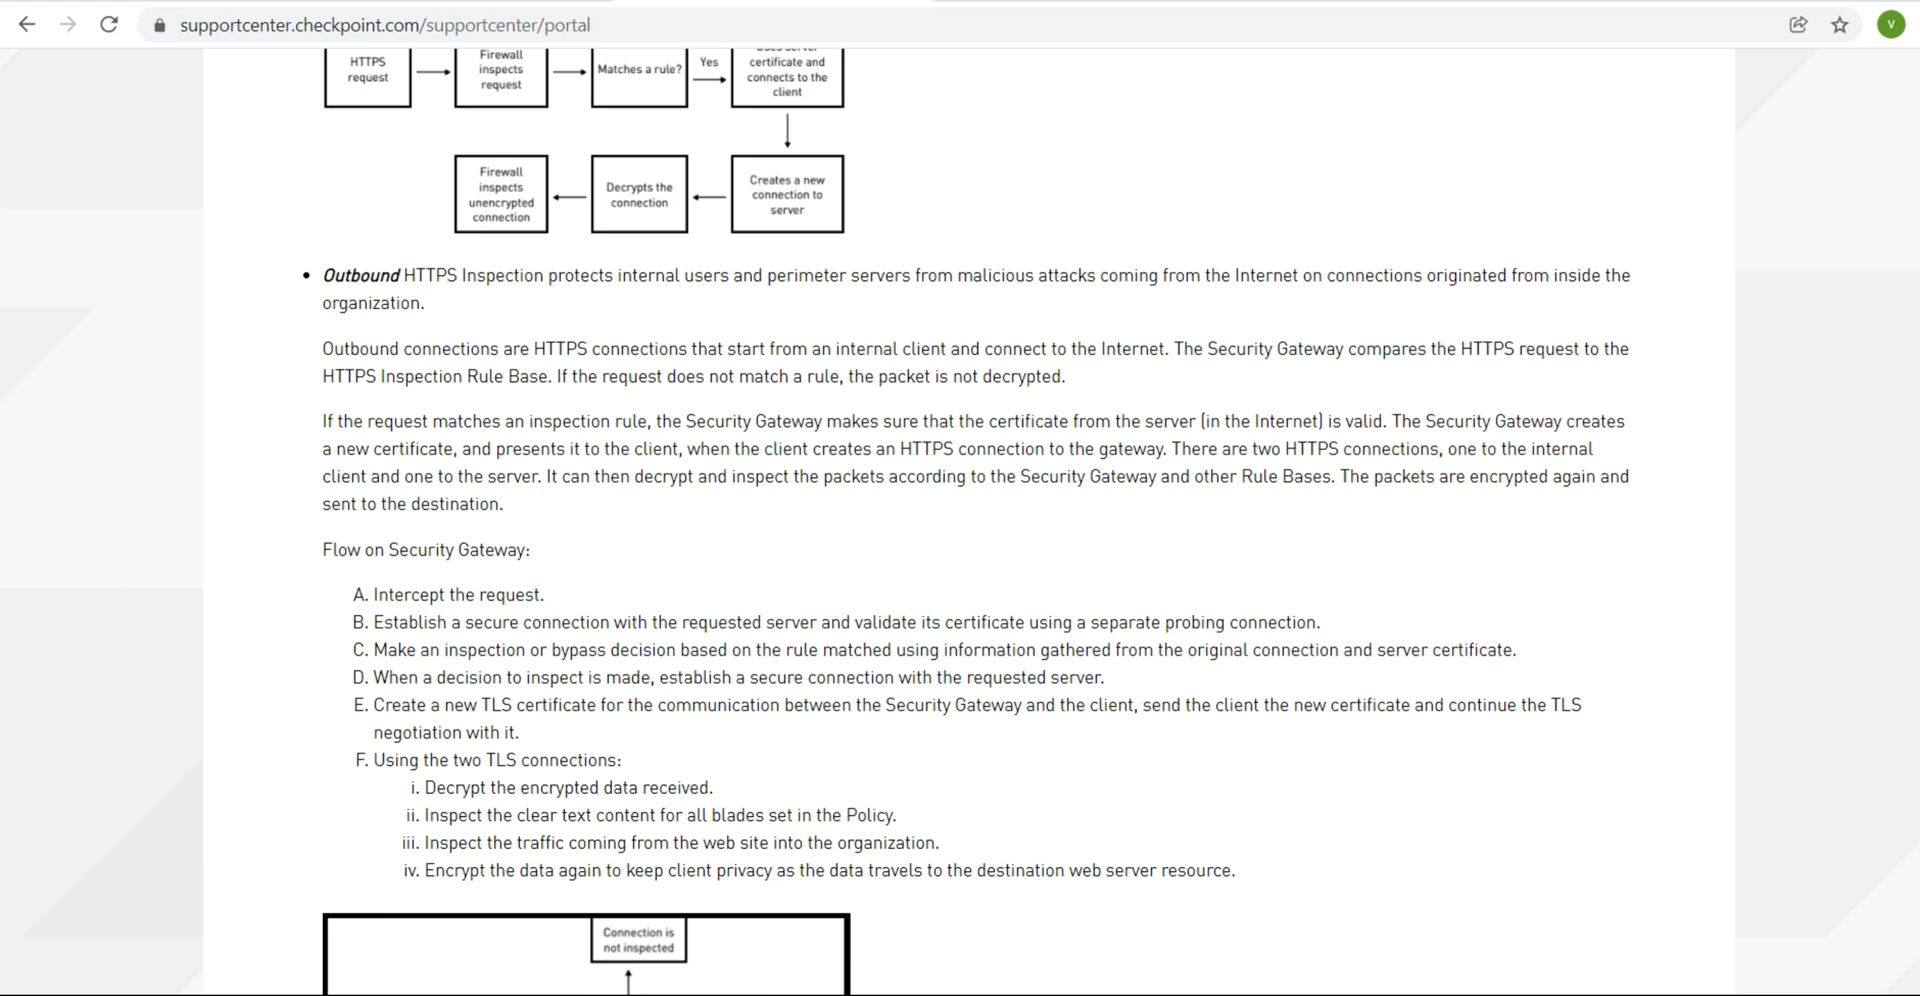 supportcenter.checkpoint.com/supportcenter/portal
V
HTTPS
request
Firewall
inspects
request
Matches a rule?
Yes
certificate and
connects to the
client
Firewall
inspects
unencrypted
connection
Decrypts the
connection
Creates a new
connection to
server
• Outbound HTTPS Inspection protects internal users and perimeter servers from malicious attacks coming from the Internet on connections originated from inside the
organization.
Outbound connections are HTTPS connections that start from an internal client and connect to the Internet. The Security Gateway compares the HTTPS request to the
HTTPS Inspection Rule Base. If the request does not match a rule, the packet is not decrypted.
If the request matches an inspection rule, the Security Gateway makes sure that the certificate from the server (in the Internet) is valid. The Security Gateway creates
a new certificate, and presents it to the client, when the client creates an HTTPS connection to the gateway. There are two HTTPS connections, one to the internal
client and one to the server. It can then decrypt and inspect the packets according to the Security Gateway and other Rule Bases. The packets are encrypted again and
sent to the destination.
Flow on Security Gateway:
A. Intercept the request.
B. Establish a secure connection with the requested server and validate its certificate using a separate probing connection.
C. Make an inspection or bypass decision based on the rule matched using information gathered from the original connection and server certificate.
D. When a decision to inspect is made, establish a secure connection with the requested server.
E. Create a new TLS certificate for the communication between the Security Gateway and the client, send the client the new certificate and continue the TLS
negotiation with it.
F. Using the two TLS connections:
i. Decrypt the encrypted data received.
ii. Inspect the clear text content for all blades set in the Policy.
iii. Inspect the traffic coming from the web site into the organization.
iv. Encrypt the data again to keep client privacy as the data travels to the destination web server resource.
Connection is
not inspected